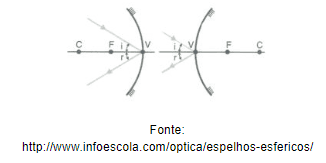 C F i V i V F C
r r
Fonte:
http://www.infoescola.com/optica/espelhos-esfericos/